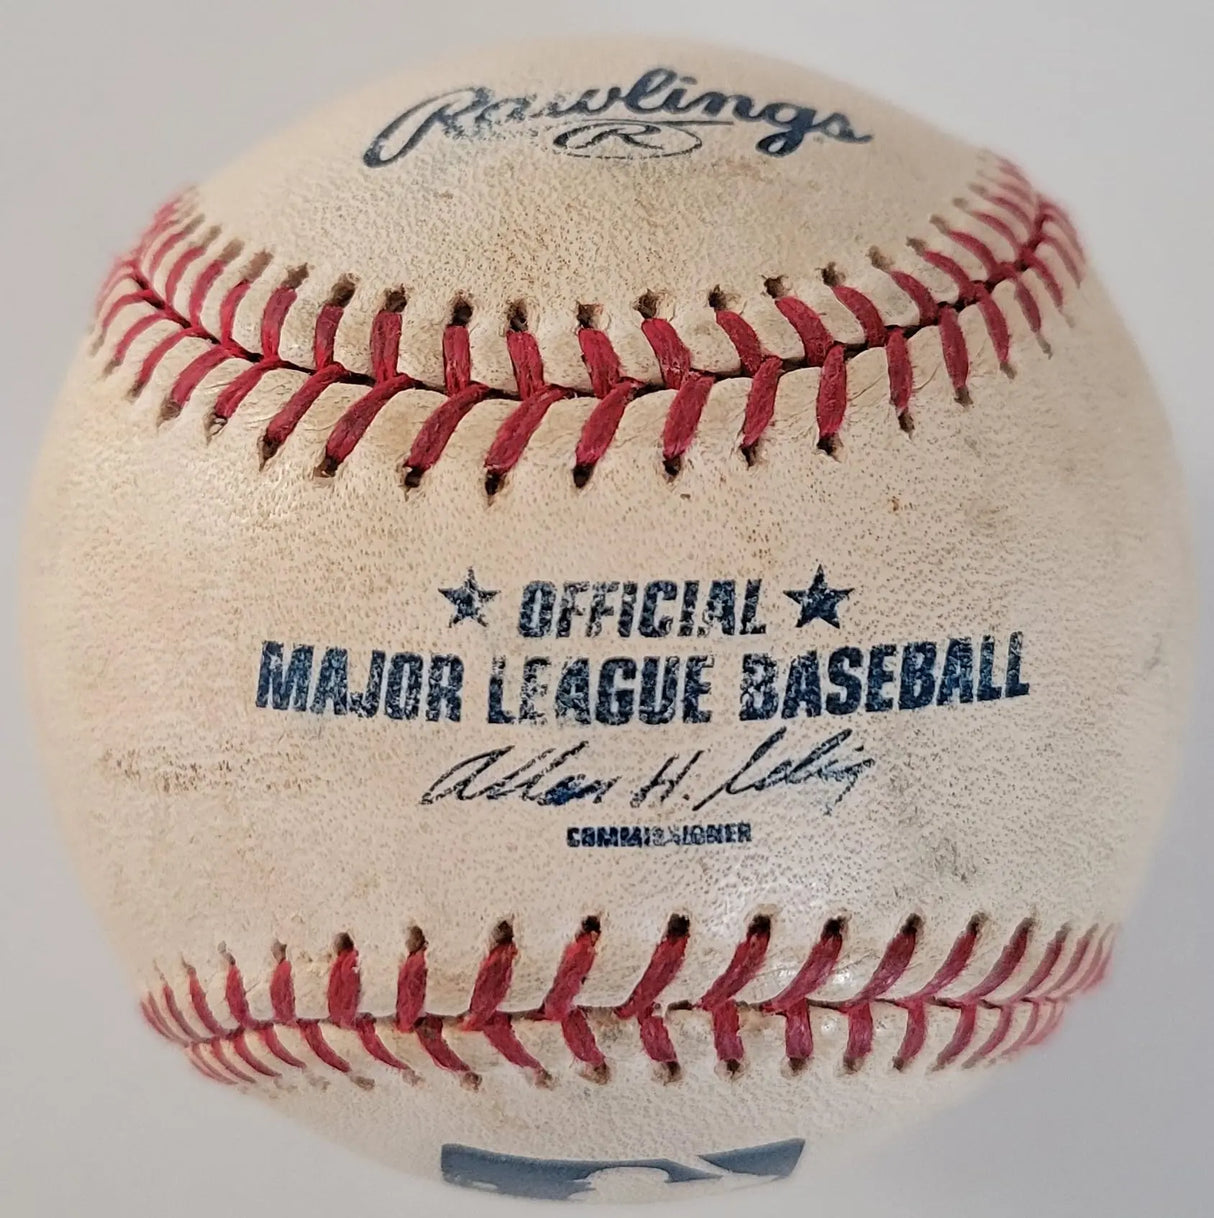 Rawlings
R
OFFICIAL
MAJOR LEAGUE BASEBALL
Allan H. Selig
COMMISSIONER